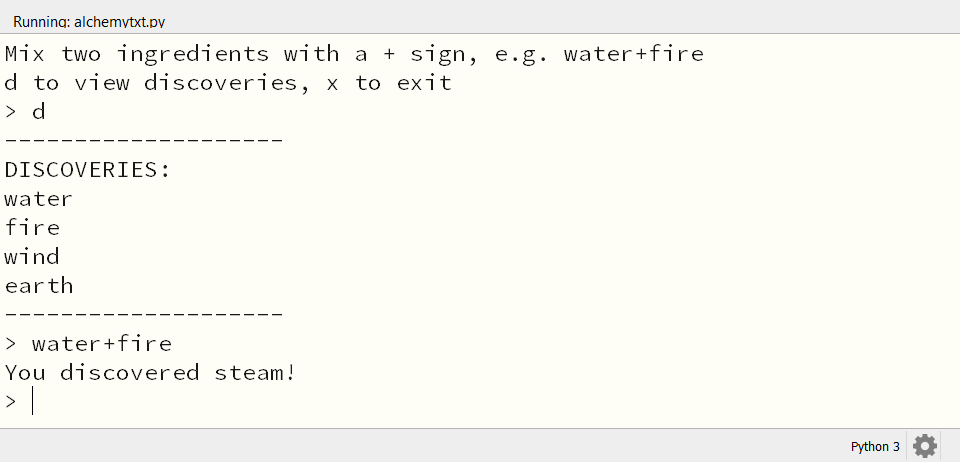 Running: alchemytxt.py
Mix two ingredients with a + sign, e.g. water+fire
d to view discoveries, x to exit
> d
--------------------
DISCOVERIES:
water
fire
wind
earth
--------------------
> water+fire
You discovered steam!
>
Python 3